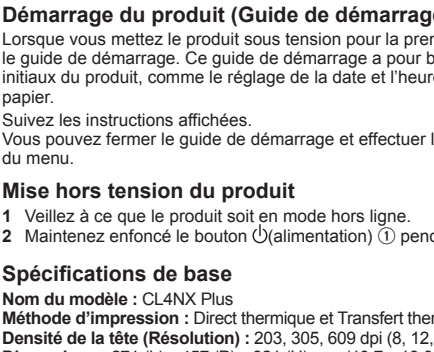 Démarrage du produit (Guide de démarrage
Lorsque vous mettez le produit sous tension pour la
le guide de démarrage. Ce guide de démarrage a pour
initiaux du produit, comme le réglage de la date et l'heure
papier.
Suivez les instructions affichées.
Vous pouvez fermer le guide de démarrage et effectuer
du menu.
Mise hors tension du produit
1 Veillez à ce que le produit soit en mode hors ligne.
2 Maintenez enfoncé le bouton ⏻(alimentation) ①
Spécifications de base
Nom du modèle : CL4NX Plus
Méthode d'impression : Direct thermique et Transfert
Densité de la tête (Résolution) : 203, 305, 609 dpi (8, 12,